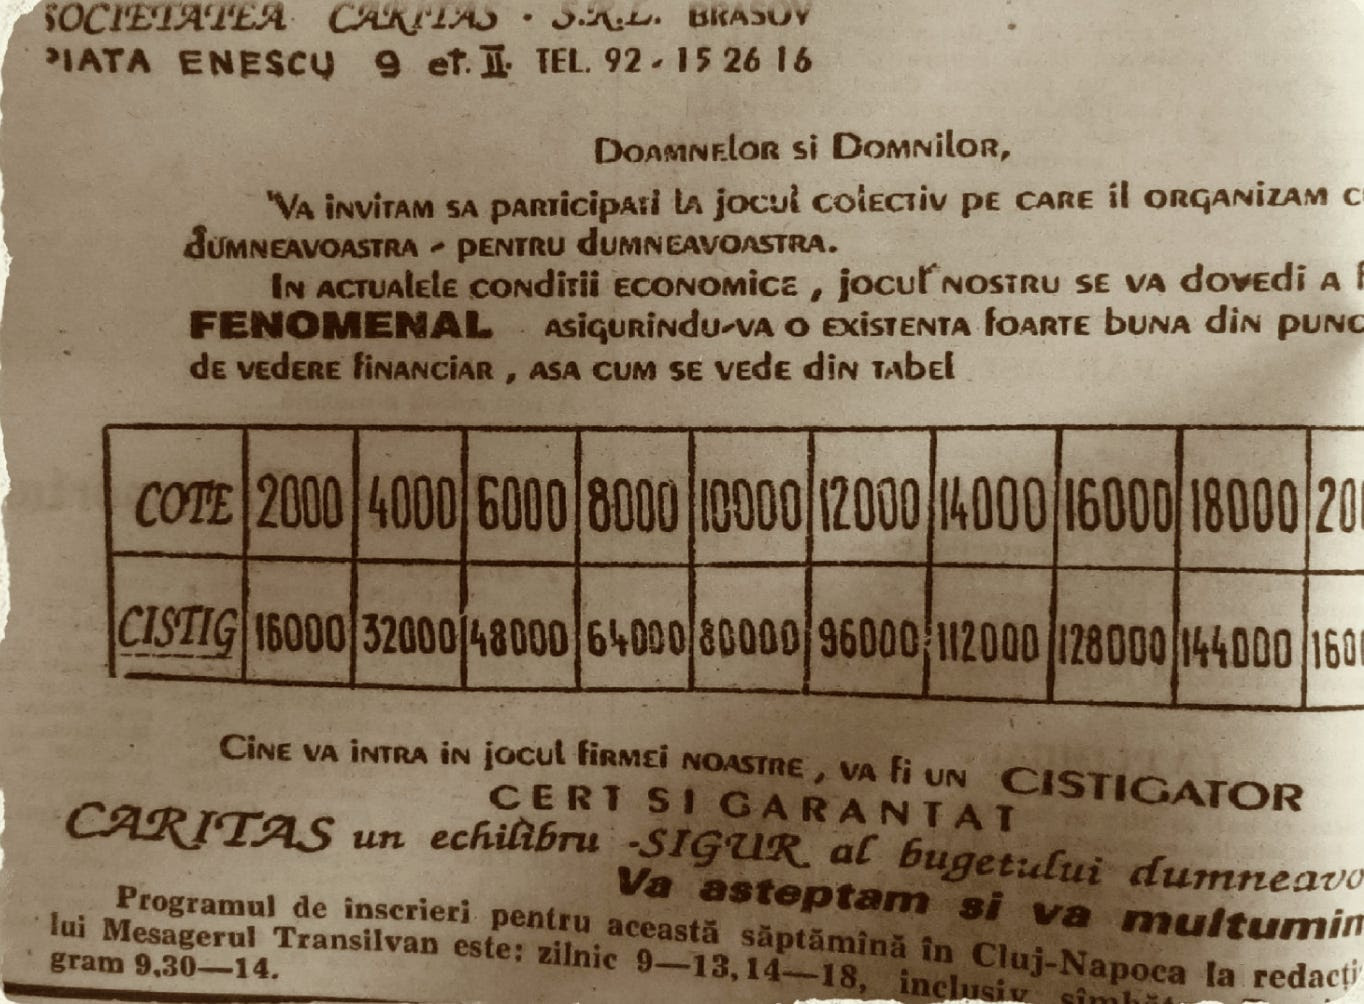 SOCIETATEA CARITAS - S.R.L. BRASOV
PIATA ENESCU 9 et. II. TEL. 92 - 15 26 16
Doamnelor si Domnilor,
Va invitam sa participati la jocul colectiv pe care il organizam
dumneavoastra - pentru dumneavoastra.
In actualele conditii economice, jocul nostru se va dovedi a
FENOMENAL asigurindu-va o existenta foarte buna din
de vedere financiar, asa cum se vede din tabel
COTE 2000 4000 6000 8000 10000 12000 14000 16000 18000
CISTIG 16000 32000 48000 64000 80000 96000 112000 128000 144000
Cine va intra in jocul firmei noastre, va fi un CISTIGATOR
CERT SI GARANTAT
CARITAS un echilibru - SIGUR al bugetului
Va asteptam si va
Programul de înscrieri pentru această săptămînă în Cluj-Napoca la
lui Mesagerul Transilvan este: zilnic 9—13, 14—18, inclusiv
gram 9,30—14.